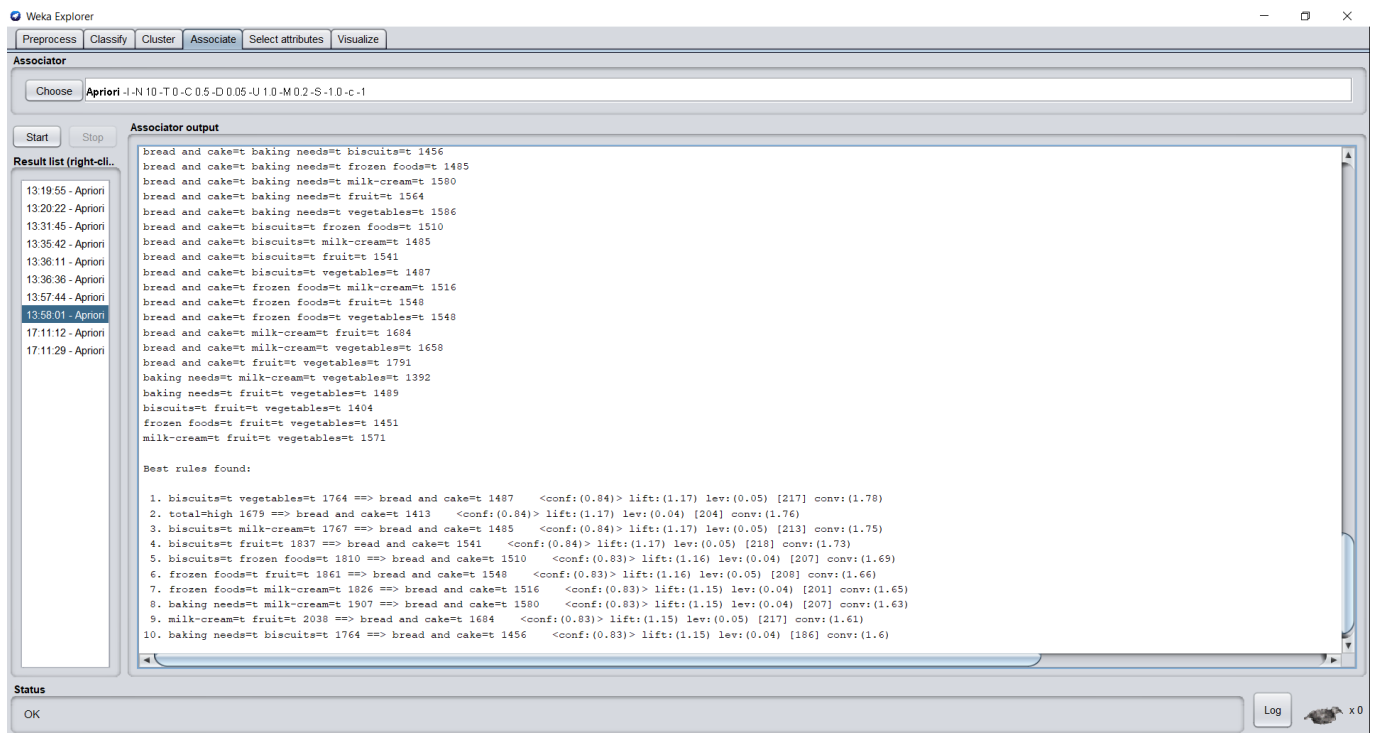 Weka Explorer
Preprocess Classify Cluster Associate Select attributes Visualize
Associator
Choose Apriori -I -N 10 -T 0 -C 0.5 -D 0.05 -U 1.0 -M 0.2 -S -1.0 -c -1
Start Stop
Result list (right-cli..
13:19:55 - Apriori
13:20:22 - Apriori
13:31:45 - Apriori
13:35:42 - Apriori
13:36:11 - Apriori
13:36:36 - Apriori
13:57:44 - Apriori
13:58:01 - Apriori
17:11:12 - Apriori
17:11:29 - Apriori
Associator output
bread and cake=t baking needs=t biscuits=t 1456
bread and cake=t baking needs=t frozen foods=t 1485
bread and cake=t baking needs=t milk-cream=t 1580
bread and cake=t baking needs=t fruit=t 1564
bread and cake=t baking needs=t vegetables=t 1586
bread and cake=t biscuits=t frozen foods=t 1510
bread and cake=t biscuits=t milk-cream=t 1485
bread and cake=t biscuits=t fruit=t 1541
bread and cake=t biscuits=t vegetables=t 1487
bread and cake=t frozen foods=t milk-cream=t 1516
bread and cake=t frozen foods=t fruit=t 1548
bread and cake=t frozen foods=t vegetables=t 1548
bread and cake=t milk-cream=t fruit=t 1684
bread and cake=t milk-cream=t vegetables=t 1658
bread and cake=t fruit=t vegetables=t 1791
baking needs=t milk-cream=t vegetables=t 1392
baking needs=t fruit=t vegetables=t 1489
biscuits=t fruit=t vegetables=t 1404
frozen foods=t fruit=t vegetables=t 1451
milk-cream=t fruit=t vegetables=t 1571
Best rules found:
1. biscuits=t vegetables=t 1764 ==> bread and cake=t 1487 <conf:(0.84)> lift:(1.17) lev:(0.05) [217] conv:(1.78)
2. total=high 1679 ==> bread and cake=t 1413 <conf:(0.84)> lift:(1.17) lev:(0.04) [204] conv:(1.76)
3. biscuits=t milk-cream=t 1767 ==> bread and cake=t 1485 <conf:(0.84)> lift:(1.17) lev:(0.05) [213] conv:(1.75)
4. biscuits=t fruit=t 1837 ==> bread and cake=t 1541 <conf:(0.84)> lift:(1.17) lev:(0.05) [218] conv:(1.73)
5. biscuits=t frozen foods=t 1810 ==> bread and cake=t 1510 <conf:(0.83)> lift:(1.16) lev:(0.04) [207] conv:(1.69)
6. frozen foods=t fruit=t 1861 ==> bread and cake=t 1548 <conf:(0.83)> lift:(1.16) lev:(0.05) [208] conv:(1.66)
7. frozen foods=t milk-cream=t 1826 ==> bread and cake=t 1516 <conf:(0.83)> lift:(1.15) lev:(0.04) [201] conv:(1.65)
8. baking needs=t milk-cream=t 1907 ==> bread and cake=t 1580 <conf:(0.83)> lift:(1.15) lev:(0.04) [207] conv:(1.63)
9. milk-cream=t fruit=t 2038 ==> bread and cake=t 1684 <conf:(0.83)> lift:(1.15) lev:(0.05) [217] conv:(1.61)
10. baking needs=t biscuits=t 1764 ==> bread and cake=t 1456 <conf:(0.83)> lift:(1.15) lev:(0.04) [186] conv:(1.6)
Status
OK
Log x 0